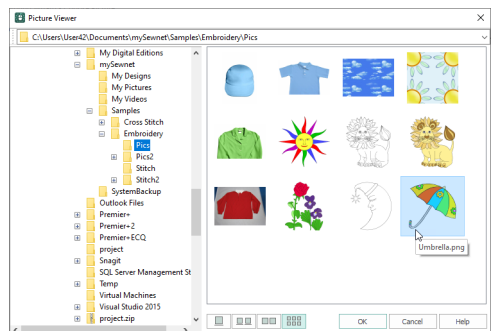 Picture Viewer
C:\Users\User42\Documents\mySewnet\Samples\Embroidery\Pics
My Digital Editions
mySewnet
My Designs
My Pictures
My Videos
Samples
Cross Stitch
Embroidery
Pics
Pics2
Stitch
Stitch2
SystemBackup
Outlook Files
Premier+
Premier+2
Premier+ECQ
project
Snagit
SQL Server Management St
Temp
Virtual Machines
Visual Studio 2015
project.zip
Umbrella.png
OK
Cancel
Help